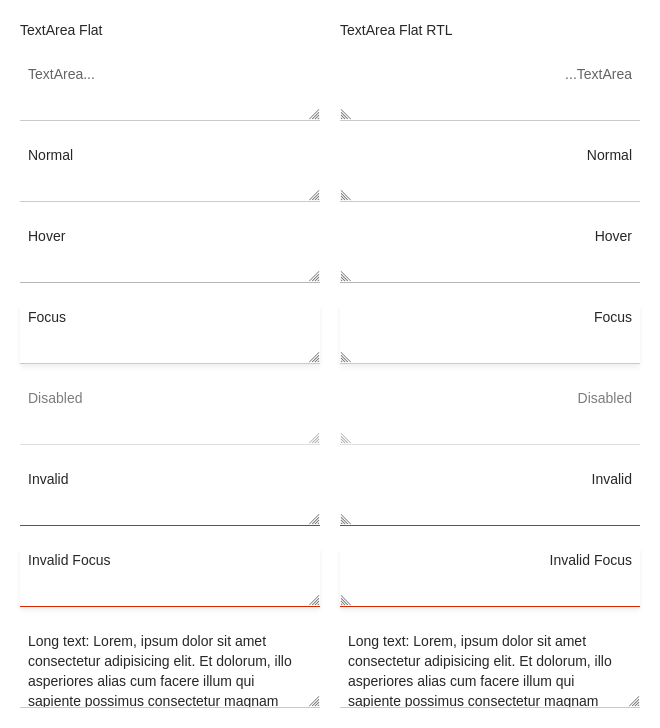 TextArea Flat
TextArea Flat RTL
TextArea...
...TextArea
Normal
Normal
Hover
Hover
Focus
Focus
Disabled
Disabled
Invalid
Invalid
Invalid Focus
Invalid Focus
Long text: Lorem, ipsum dolor sit amet
consectetur adipisicing elit. Et dolorum, illo
asperiores alias cum facere illum qui
sapiente possimus consectetur magnam
Long text: Lorem, ipsum dolor sit amet
consectetur adipisicing elit. Et dolorum, illo
asperiores alias cum facere illum qui
sapiente possimus consectetur magnam